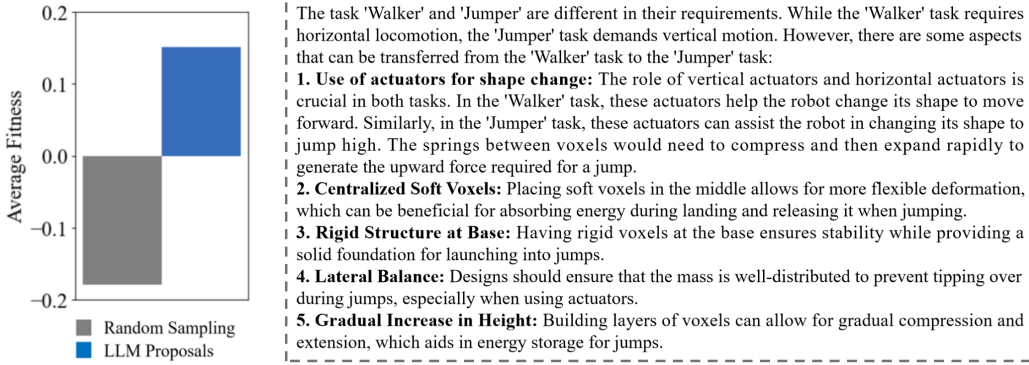 0.2
0.1
0.0
−0.1
−0.2
Average Fitness
Random Sampling
LLM Proposals
The task 'Walker' and 'Jumper' are different in their requirements. While the 'Walker' task requires
horizontal locomotion, the 'Jumper' task demands vertical motion. However, there are some aspects
that can be transferred from the 'Walker' task to the 'Jumper' task:
1. Use of actuators for shape change: The role of vertical actuators and horizontal actuators is
crucial in both tasks. In the 'Walker' task, these actuators help the robot change its shape to move
forward. Similarly, in the 'Jumper' task, these actuators can assist the robot in changing its shape to
jump high. The springs between voxels would need to compress and then expand rapidly to
generate the upward force required for a jump.
2. Centralized Soft Voxels: Placing soft voxels in the middle allows for more flexible deformation,
which can be beneficial for absorbing energy during landing and releasing it when jumping.
3. Rigid Structure at Base: Having rigid voxels at the base ensures stability while providing a
solid foundation for launching into jumps.
4. Lateral Balance: Designs should ensure that the mass is well-distributed to prevent tipping over
during jumps, especially when using actuators.
5. Gradual Increase in Height: Building layers of voxels can allow for gradual compression and
extension, which aids in energy storage for jumps.